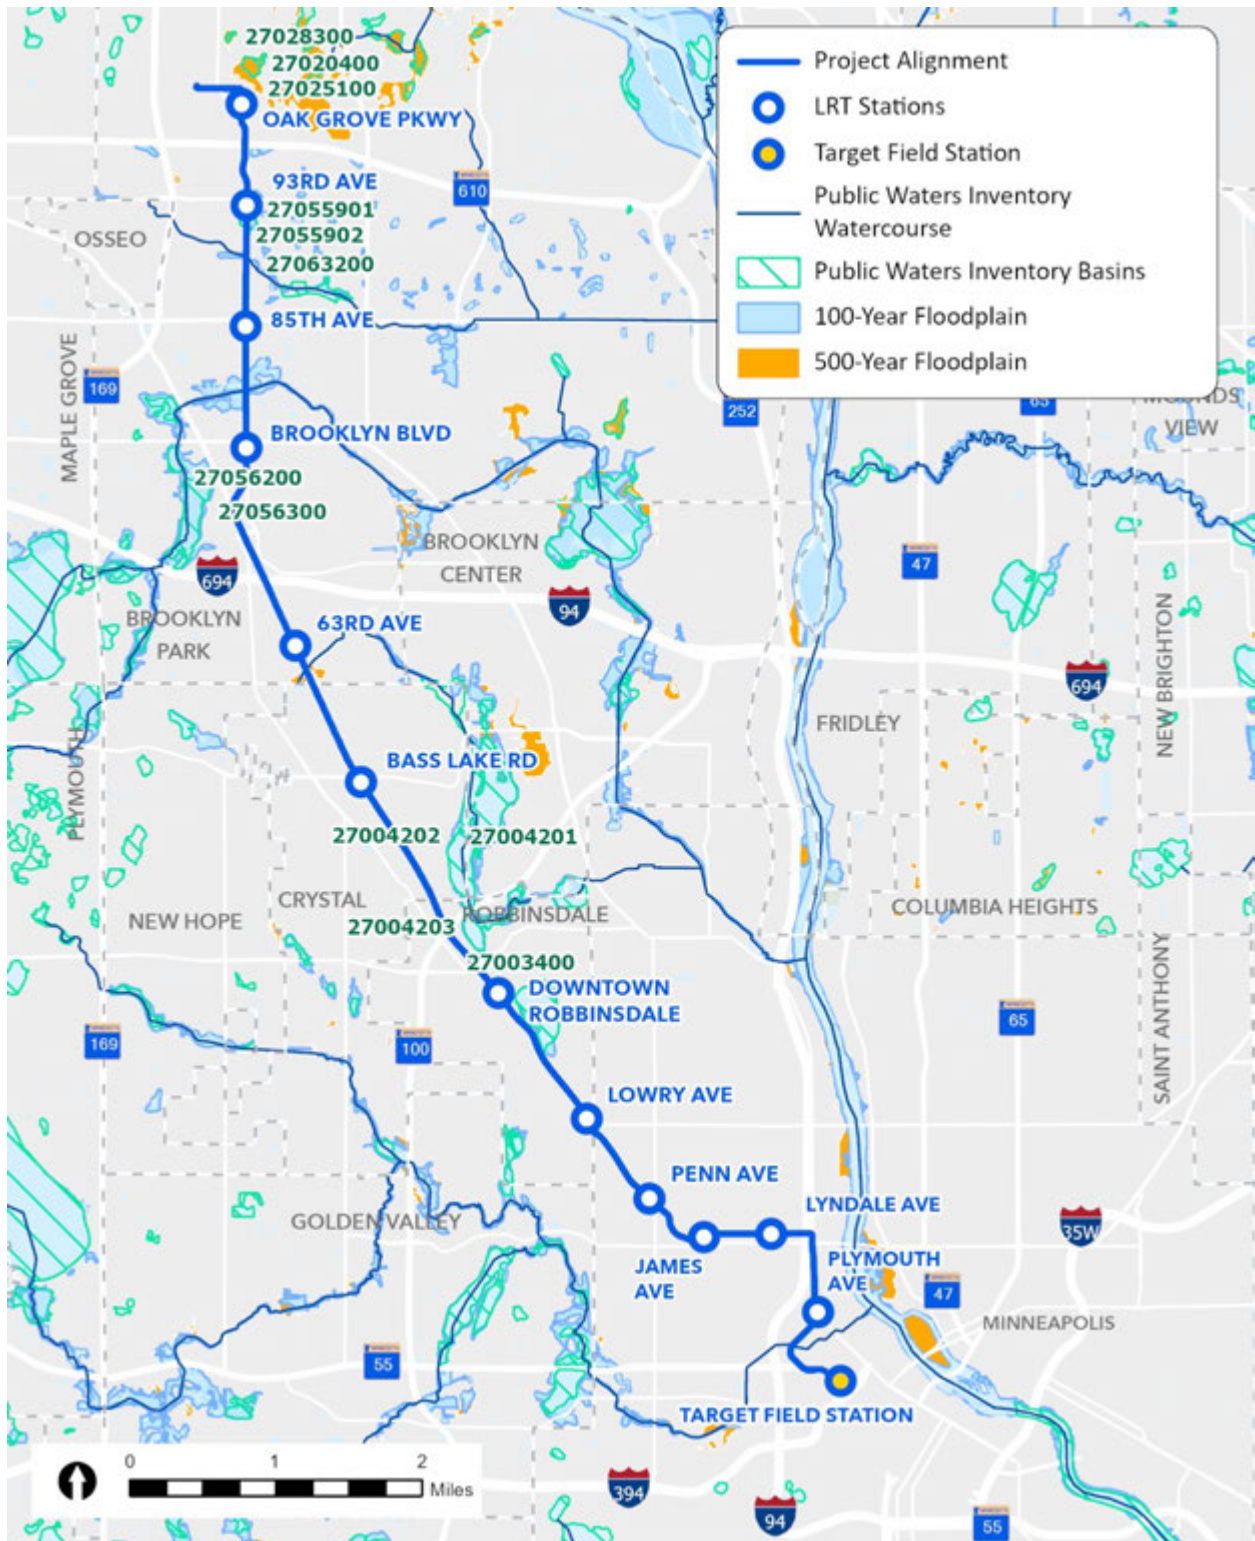 27028300
27020400
27025100
OAK GROVE PKWY
93RD AVE
27055901
27055902
27063200
85TH AVE
OSSEO
610
MAPLE GROVE
169
BROOKLYN BLVD
27056200
27056300
694
BROOKLYN
CENTER
94
BROOKLYN
PARK
63RD AVE
PLYMOUTH
BASS LAKE RD
27004202
27004201
CRYSTAL
NEW HOPE
ROBBINSDALE
27004203
27003400
DOWNTOWN
ROBBINSDALE
169
100
LOWRY AVE
PENN AVE
LYNDALE AVE
GOLDEN VALLEY
JAMES
AVE
PLYMOUTH
AVE
55
TARGET FIELD STATION
394
94
55
47
MINNEAPOLIS
35W
65
SAINT ANTHONY
COLUMBIA HEIGHTS
FRIDLEY
694
NEW BRIGHTON
47
252
65
MOUNDS
VIEW
Project Alignment
LRT Stations
Target Field Station
Public Waters Inventory
Watercourse
Public Waters Inventory Basins
100-Year Floodplain
500-Year Floodplain
0 1 2
Miles